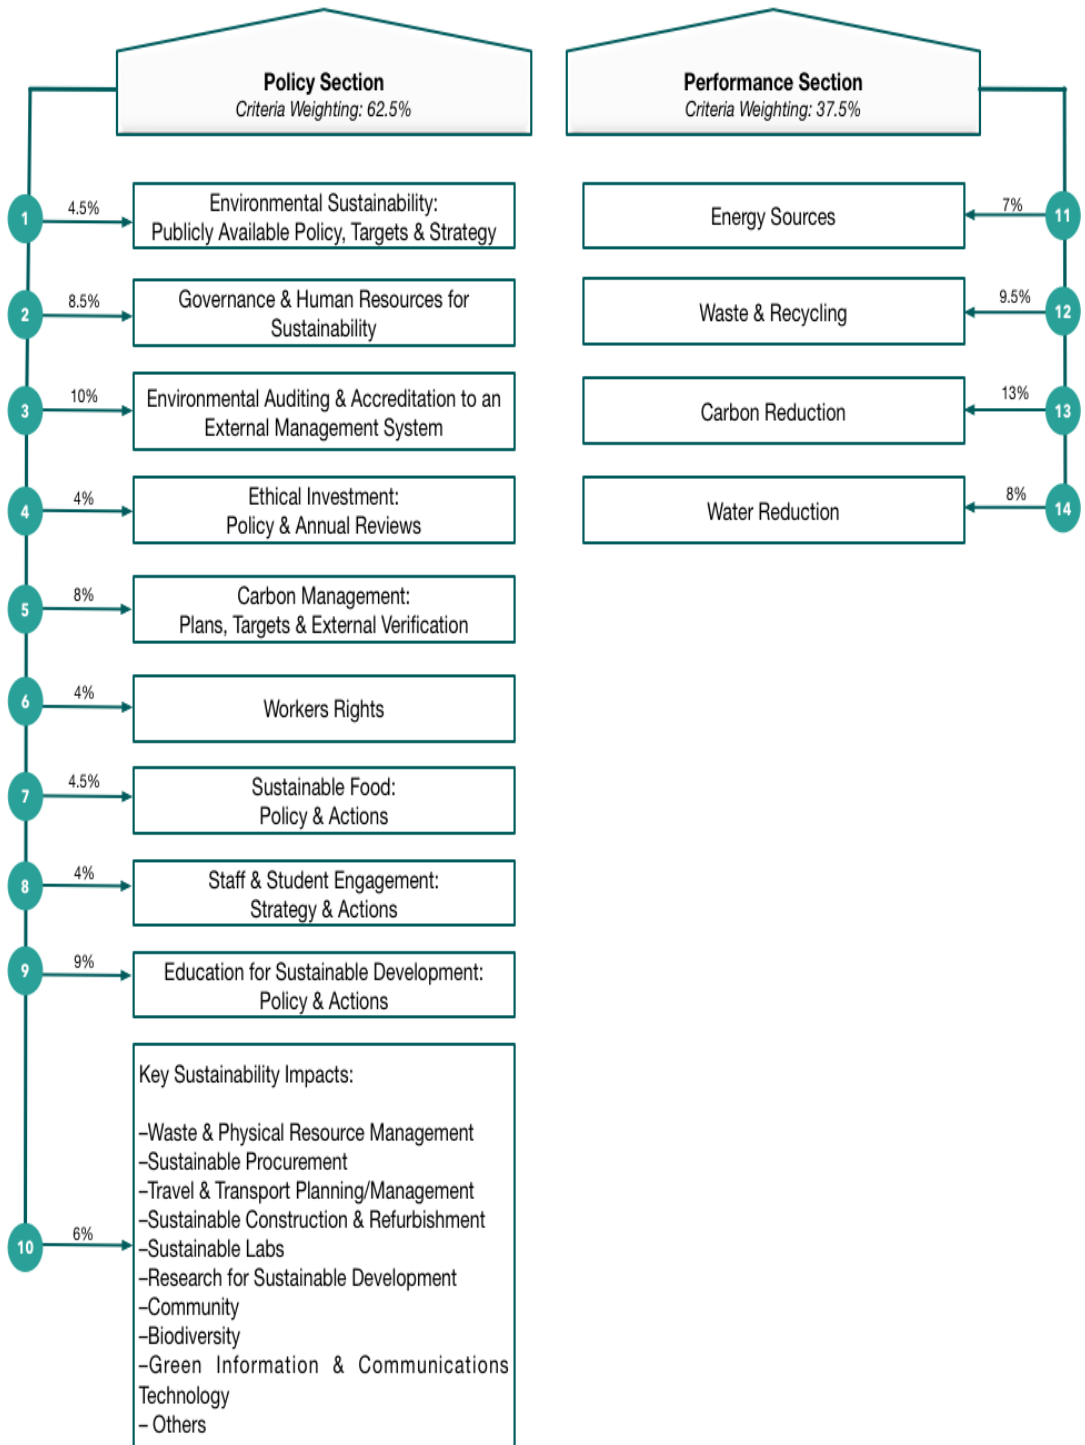 Policy Section
Criteria Weighting: 62.5%
1
4.5%
Environmental Sustainability:
Publicly Available Policy, Targets & Strategy
2
8.5%
Governance & Human Resources for
Sustainability
3
10%
Environmental Auditing & Accreditation to an
External Management System
4
4%
Ethical Investment:
Policy & Annual Reviews
5
8%
Carbon Management:
Plans, Targets & External Verification
6
4%
Workers Rights
7
4.5%
Sustainable Food:
Policy & Actions
8
4%
Staff & Student Engagement:
Strategy & Actions
9
9%
Education for Sustainable Development:
Policy & Actions
10
6%
Key Sustainability Impacts:
–Waste & Physical Resource Management
–Sustainable Procurement
–Travel & Transport Planning/Management
–Sustainable Construction & Refurbishment
–Sustainable Labs
–Research for Sustainable Development
–Community
–Biodiversity
–Green Information & Communications
Technology
– Others
Performance Section
Criteria Weighting: 37.5%
Energy Sources
7%
11
Waste & Recycling
9.5%
12
Carbon Reduction
13%
13
Water Reduction
8%
14